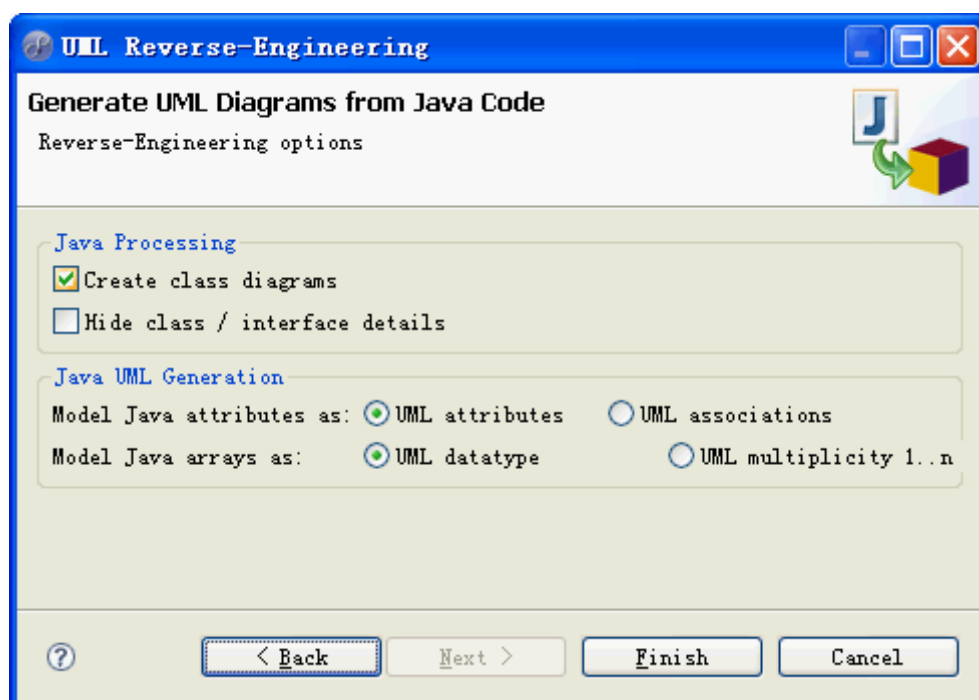 UML Reverse-Engineering
Generate UML Diagrams from Java Code
Reverse-Engineering options
Java Processing
Create class diagrams
Hide class / interface details
Java UML Generation
Model Java attributes as: UML attributes UML associations
Model Java arrays as: UML datatype UML multiplicity 1..n
? < Back Next > Finish Cancel